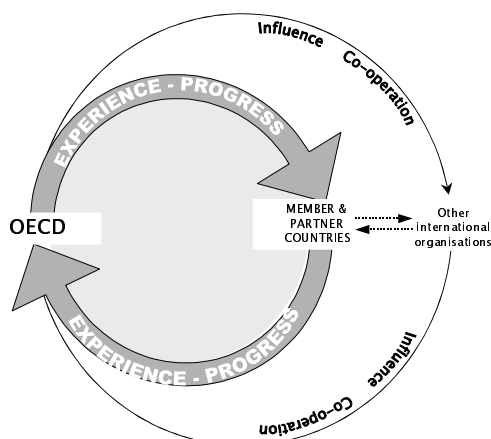 Influence Co-operation
EXPERIENCE - PROGRESS
OECD
MEMBER &
PARTNER
COUNTRIES
Other
international
organisations
EXPERIENCE - PROGRESS
Influence
Co-operation